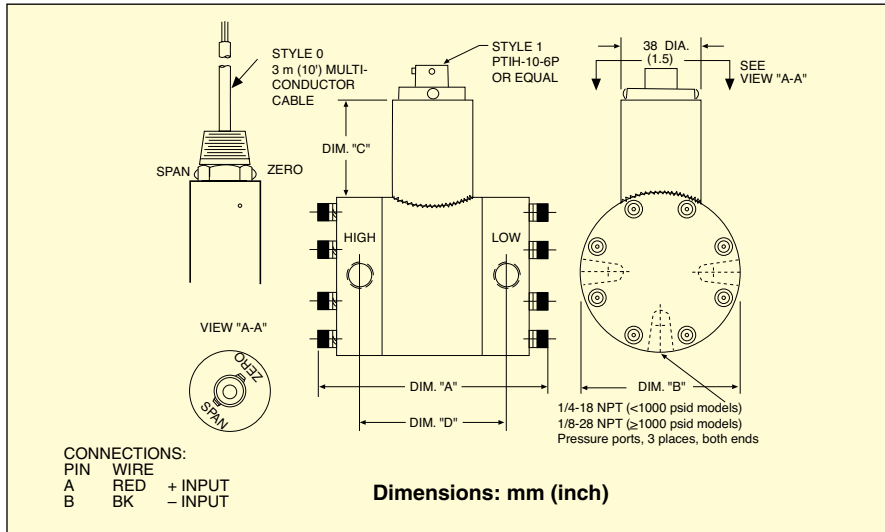 STYLE 0
3 m (10') MULTI-
CONDUCTOR
CABLE
SPAN
ZERO
STYLE 1
PTIH-10-6P
OR EQUAL
38 DIA.
(1.5)
SEE
VIEW "A-A"
DIM. "C"
HIGH
LOW
VIEW "A-A"
ZERO
SPAN
DIM. "A"
DIM. "D"
DIM. "B"
1/4-18 NPT (<1000 psid models)
1/8-28 NPT (≥1000 psid models)
Pressure ports, 3 places, both ends
CONNECTIONS:
PIN WIRE
A RED + INPUT
B BK – INPUT
Dimensions: mm (inch)